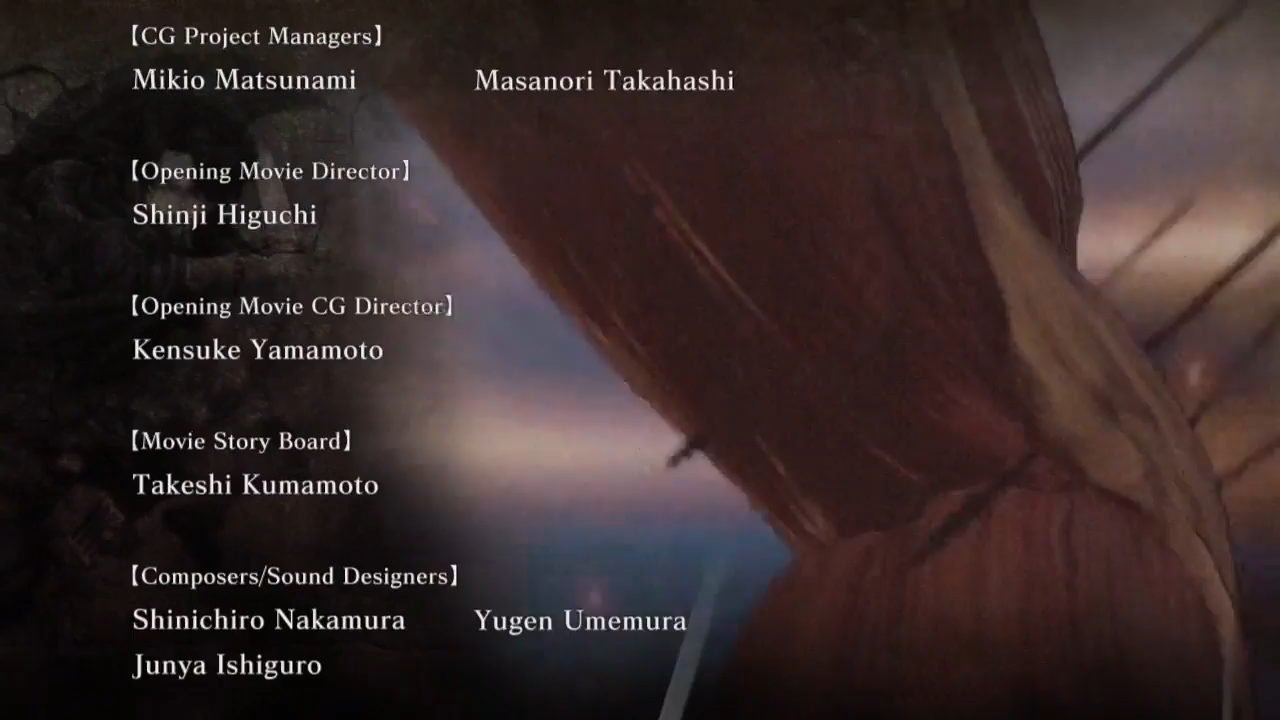 【CG Project Managers】
Mikio Matsunami Masanori Takahashi
【Opening Movie Director】
Shinji Higuchi
【Opening Movie CG Director】
Kensuke Yamamoto
【Movie Story Board】
Takeshi Kumamoto
【Composers/Sound Designers】
Shinichiro Nakamura Yugen Umemura
Junya Ishiguro